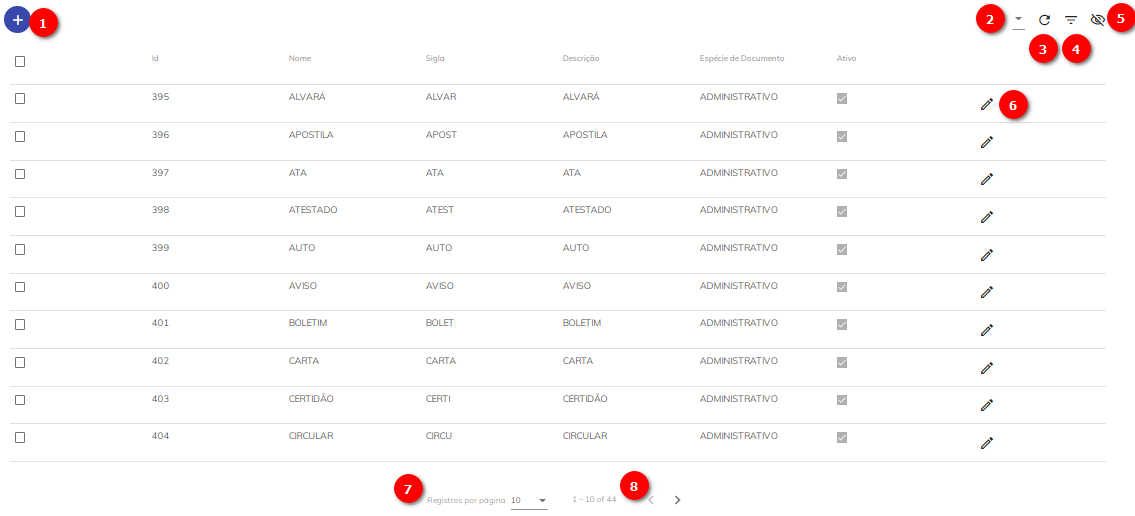 + 1 2 5
3 4
Id Nome Sigla Descrição Espécie de Documento Ativo
395 ALVARÁ ALVAR ALVARÁ ADMINISTRATIVO 6
396 APOSTILA APOST APOSTILA ADMINISTRATIVO
397 ATA ATA ATA ADMINISTRATIVO
398 ATESTADO ATEST ATESTADO ADMINISTRATIVO
399 AUTO AUTO AUTO ADMINISTRATIVO
400 AVISO AVISO AVISO ADMINISTRATIVO
401 BOLETIM BOLET BOLETIM ADMINISTRATIVO
402 CARTA CARTA CARTA ADMINISTRATIVO
403 CERTIDÃO CERTI CERTIDÃO ADMINISTRATIVO
404 CIRCULAR CIRCU CIRCULAR ADMINISTRATIVO
7 8
Registros por página 10 1 - 10 of 44